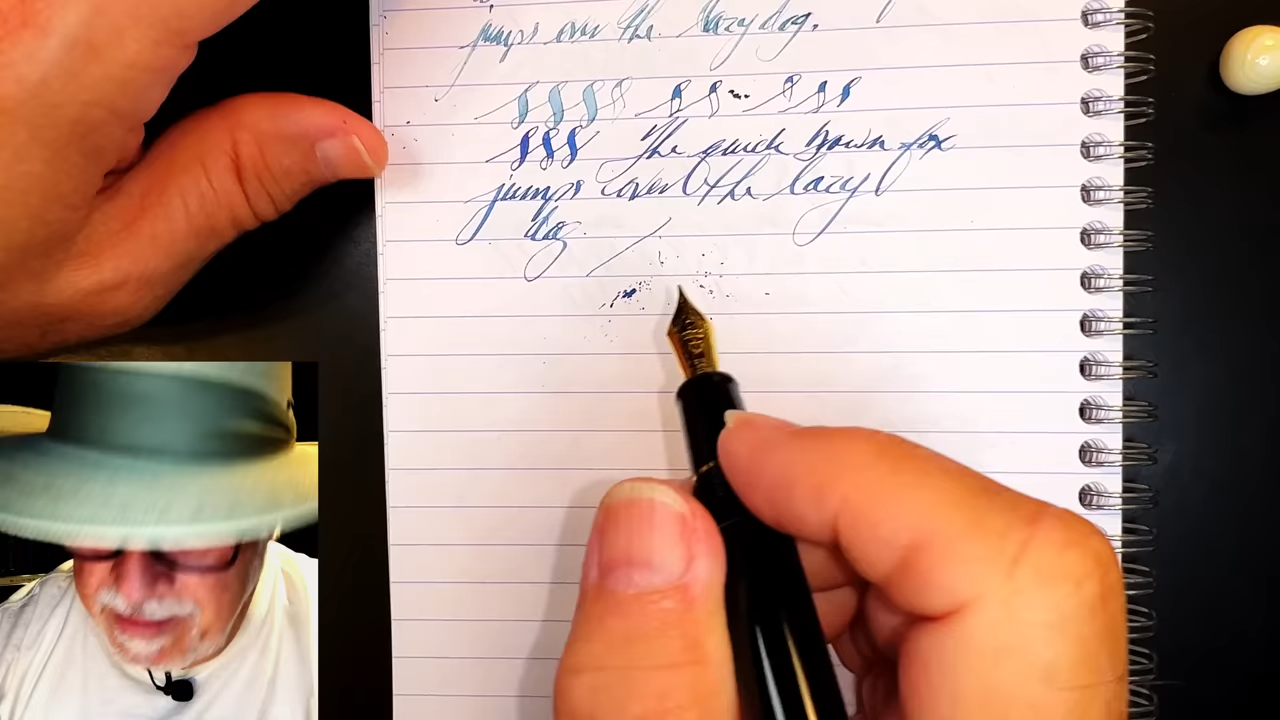 jumps over the lazy dog.
The quick brown fox
jumps over the lazy
dog